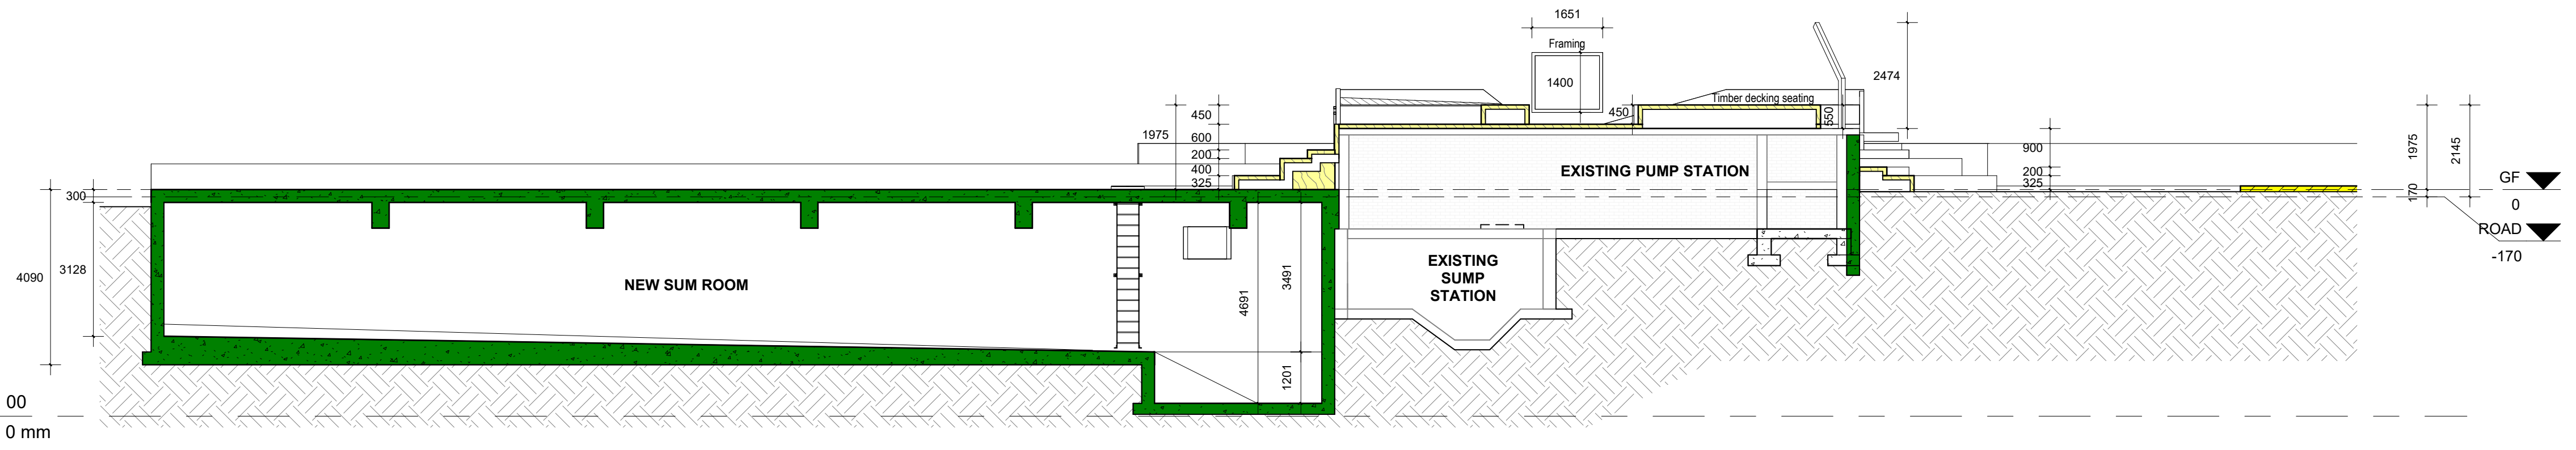 1651
Framing
1400
2474
Timber decking seating
450
450
550
1975
600
200
400
325
EXISTING PUMP STATION
900
200
325
1975
2145
170
GF
0
ROAD
-170
300
4090
3128
NEW SUM ROOM
4691
3491
1201
EXISTING
SUMP
STATION
00
0 mm